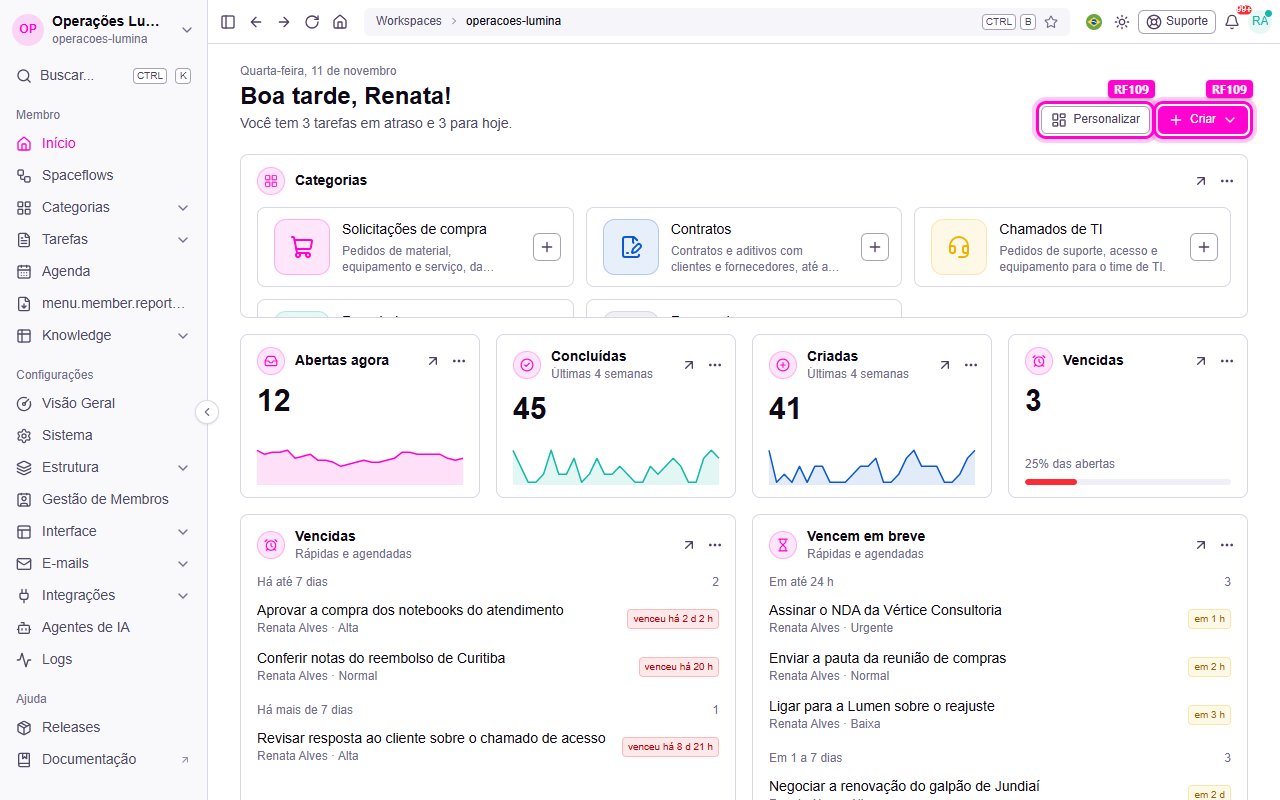 OP
Operações Lu...
operacoes-lumina
Buscar...
CTRL
K
Membro
Início
Spaceflows
Categorias
Tarefas
Agenda
menu.member.report...
Knowledge
Configurações
Visão Geral
Sistema
Estrutura
Gestão de Membros
Interface
E-mails
Integrações
Agentes de IA
Logs
Ajuda
Releases
Documentação
Workspaces
operacoes-lumina
CTRL
B
Suporte
99+
RA
Quarta-feira, 11 de novembro
Boa tarde, Renata!
Você tem 3 tarefas em atraso e 3 para hoje.
RF109
RF109
Personalizar
Criar
Categorias
Solicitações de compra
Pedidos de material,
equipamento e serviço, da...
Contratos
Contratos e aditivos com
clientes e fornecedores, até a...
Chamados de TI
Pedidos de suporte, acesso e
equipamento para o time de TI.
Abertas agora
12
Concluídas
Últimas 4 semanas
45
Criadas
Últimas 4 semanas
41
Vencidas
3
25% das abertas
Vencidas
Rápidas e agendadas
Há até 7 dias
2
Aprovar a compra dos notebooks do atendimento
Renata Alves · Alta
venceu há 2 d 2 h
Conferir notas do reembolso de Curitiba
Renata Alves · Normal
venceu há 20 h
Há mais de 7 dias
1
Revisar resposta ao cliente sobre o chamado de acesso
Renata Alves · Alta
venceu há 8 d 21 h
Vencem em breve
Rápidas e agendadas
Em até 24 h
3
Assinar o NDA da Vértice Consultoria
Renata Alves · Urgente
em 1 h
Enviar a pauta da reunião de compras
Renata Alves · Normal
em 2 h
Ligar para a Lumen sobre o reajuste
Renata Alves · Baixa
em 3 h
Em 1 a 7 dias
3
Negociar a renovação do galpão de Jundiaí
em 2 d